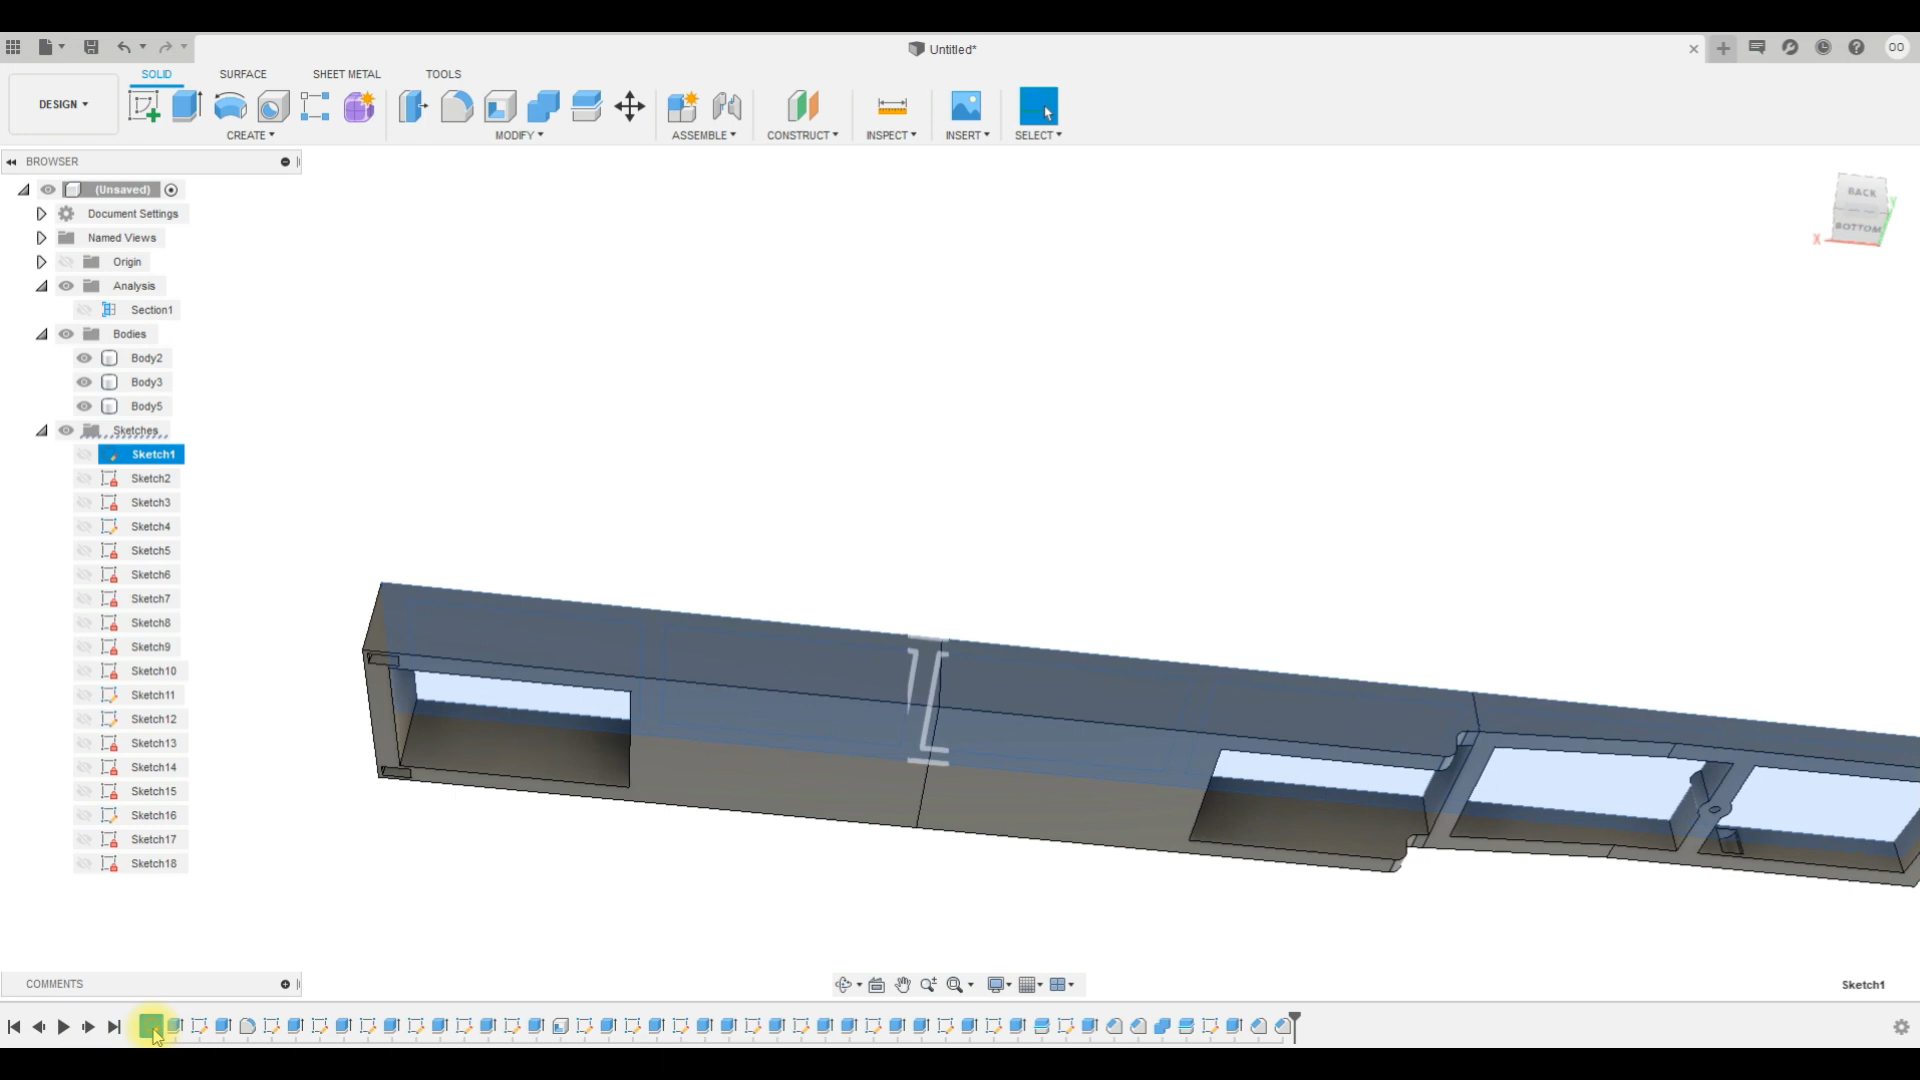 Untitled*
OO
DESIGN
SOLID
SURFACE
SHEET METAL
TOOLS
CREATE
MODIFY
ASSEMBLE
CONSTRUCT
INSPECT
INSERT
SELECT
BROWSER
(Unsaved)
Document Settings
Named Views
Origin
Analysis
Section1
Bodies
Body2
Body3
Body5
Sketches
Sketch1
Sketch2
Sketch3
Sketch4
Sketch5
Sketch6
Sketch7
Sketch8
Sketch9
Sketch10
Sketch11
Sketch12
Sketch13
Sketch14
Sketch15
Sketch16
Sketch17
Sketch18
BACK
BOTTOM
X
Y
COMMENTS
Sketch1